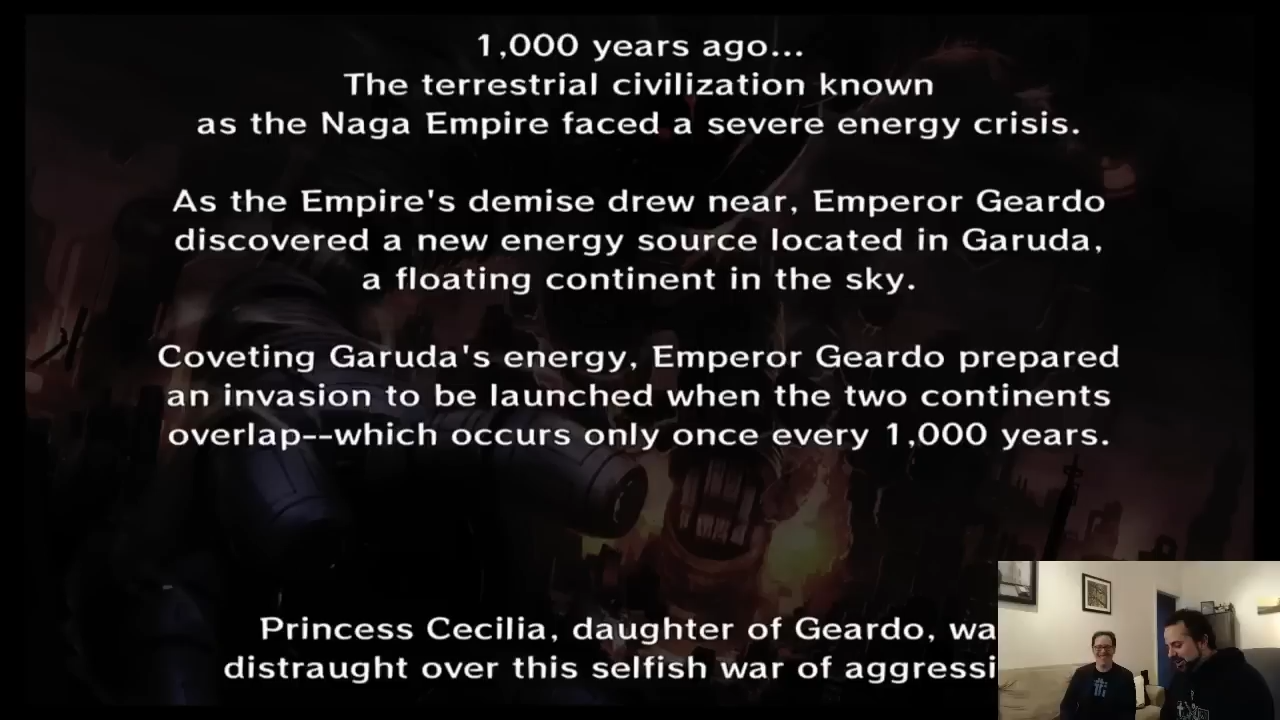 1,000 years ago...
The terrestrial civilization known
as the Naga Empire faced a severe energy crisis.
As the Empire's demise drew near, Emperor Geardo
discovered a new energy source located in Garuda,
a floating continent in the sky.
Coveting Garuda's energy, Emperor Geardo prepared
an invasion to be launched when the two continents
overlap--which occurs only once every 1,000 years.
Princess Cecilia, daughter of Geardo, wa
distraught over this selfish war of aggressi